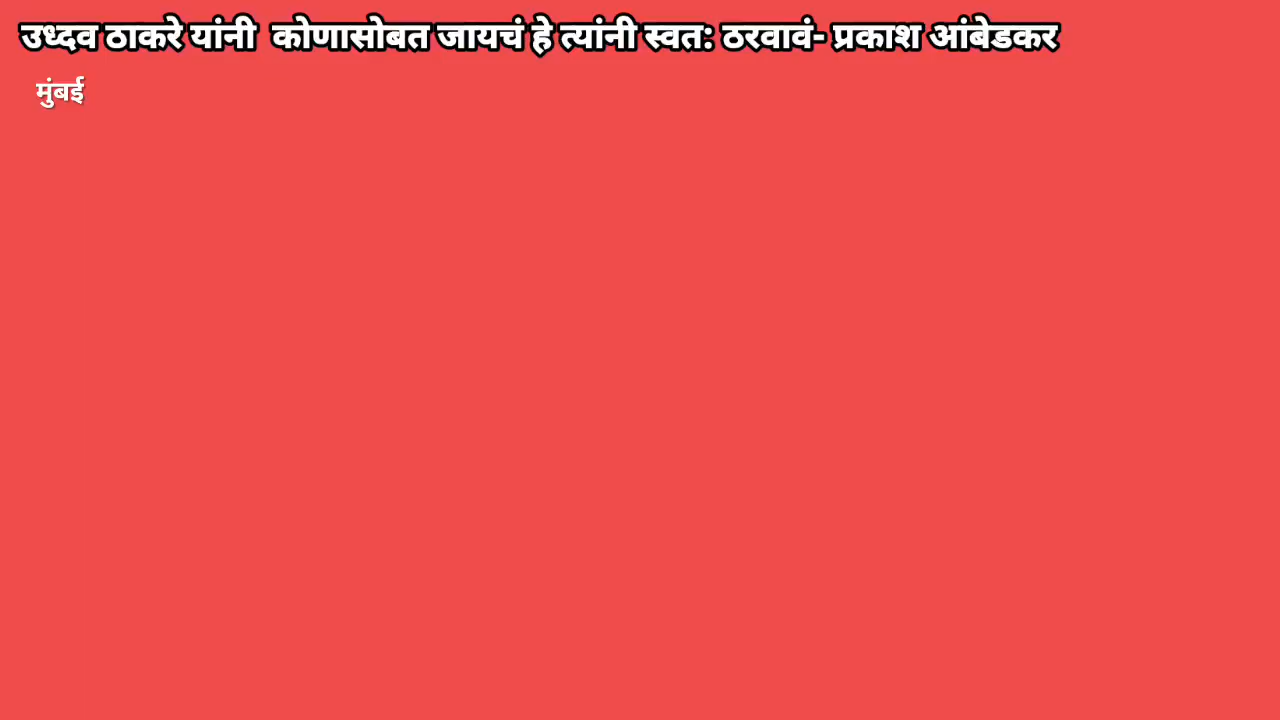 उध्दव ठाकरे यांनी  कोणासोबत जायचं हे त्यांनी स्वत: ठरवावं- प्रकाश आंबेडकर
मुंबई